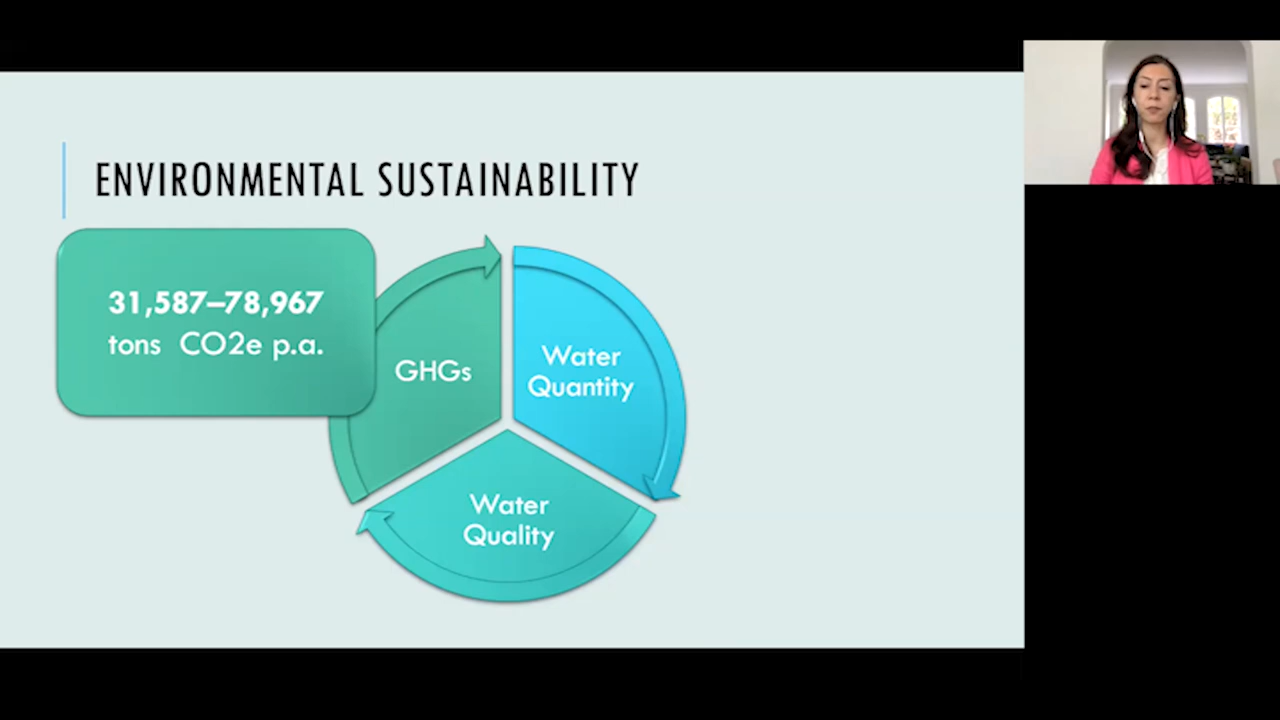 ENVIRONMENTAL SUSTAINABILITY
31,587–78,967
tons CO2e p.a.
GHGs
Water
Quantity
Water
Quality